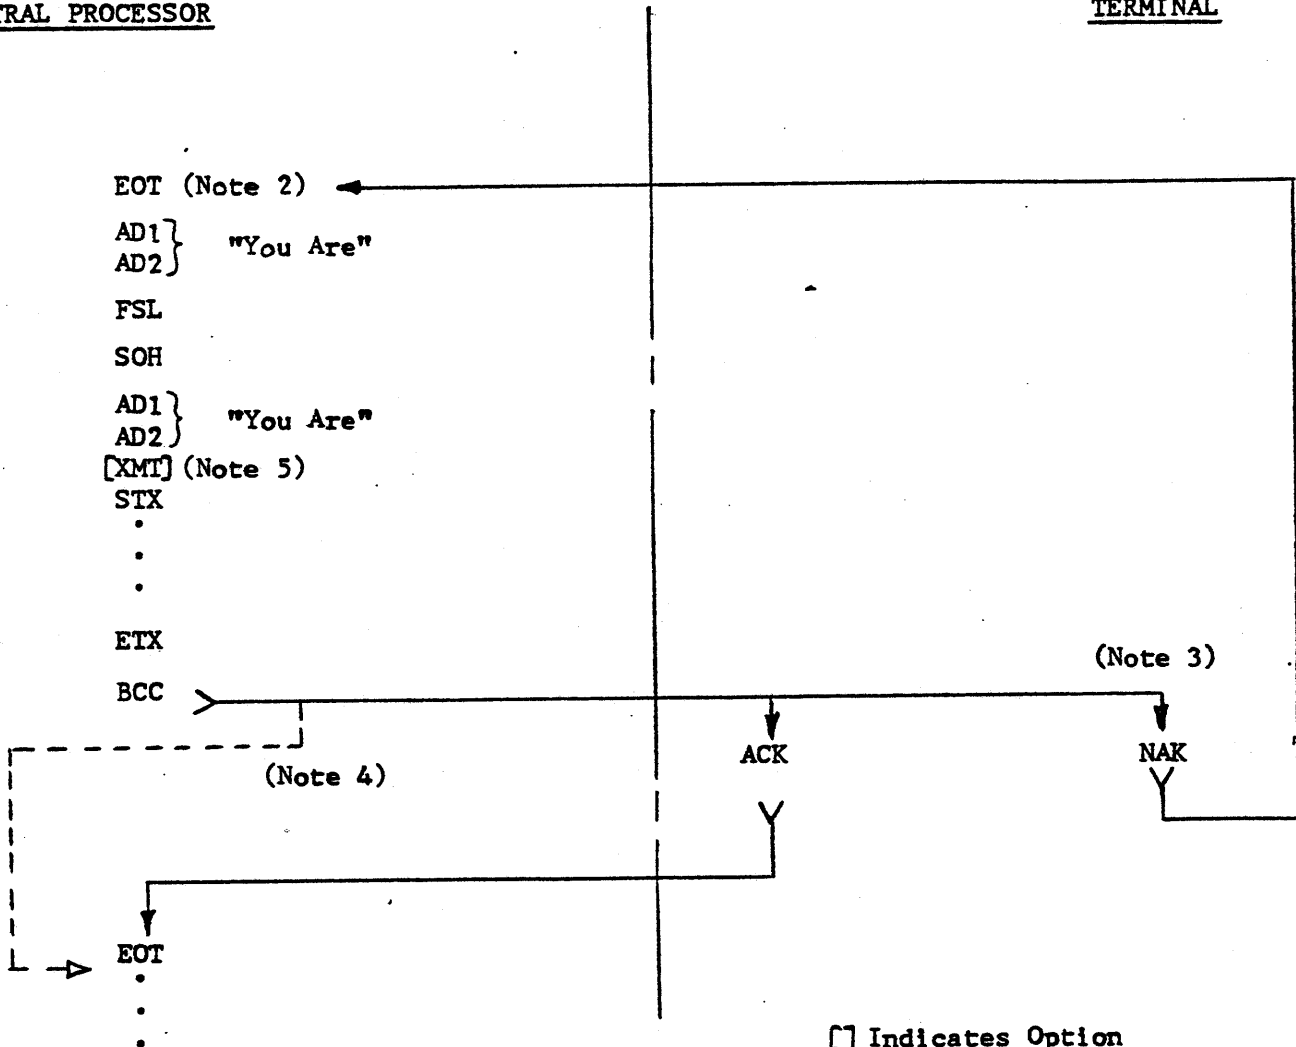 TRAL PROCESSOR
TERMINAL
EOT (Note 2)
AD1
AD2
"You Are"
FSL
SOH
AD1
AD2
"You Are"
[XMT] (Note 5)
STX
ETX
(Note 3)
BCC
ACK
NAK
(Note 4)
EOT
[] Indicates Option